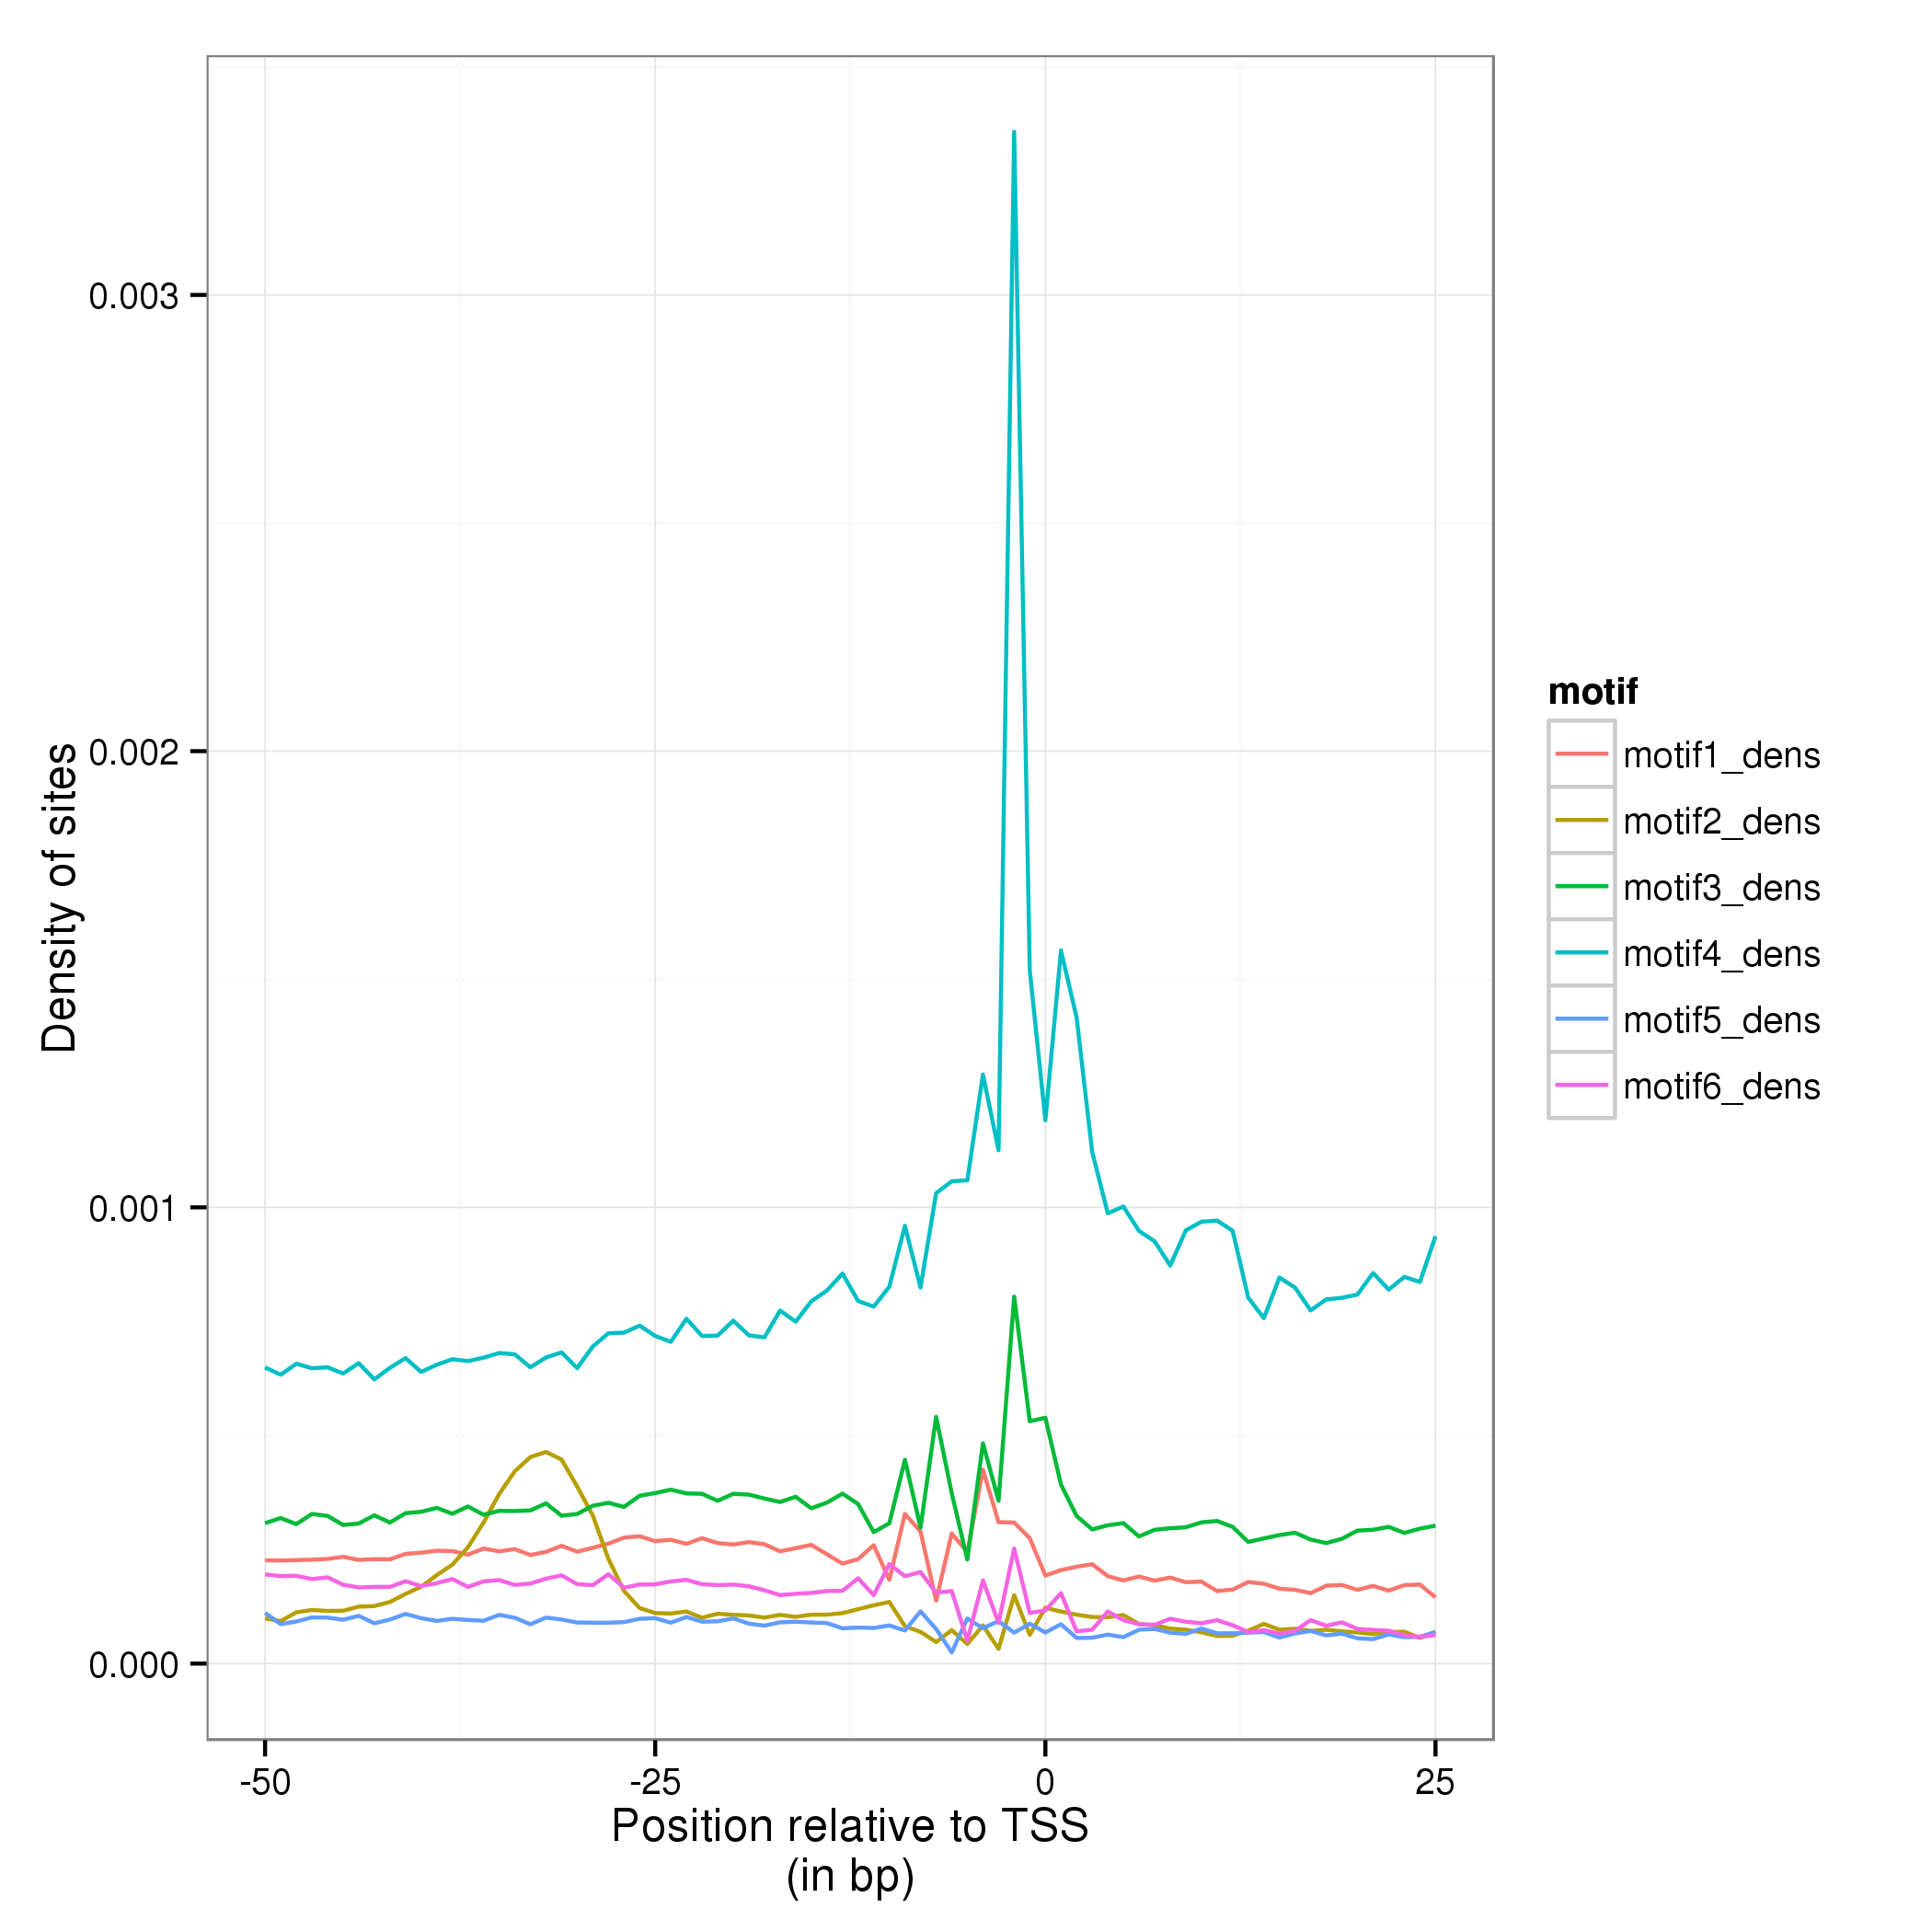 Density of sites
0.003
0.002
0.001
0.000
-50
-25
0
25
Position relative to TSS
(in bp)
motif
motif1_dens
motif2_dens
motif3_dens
motif4_dens
motif5_dens
motif6_dens